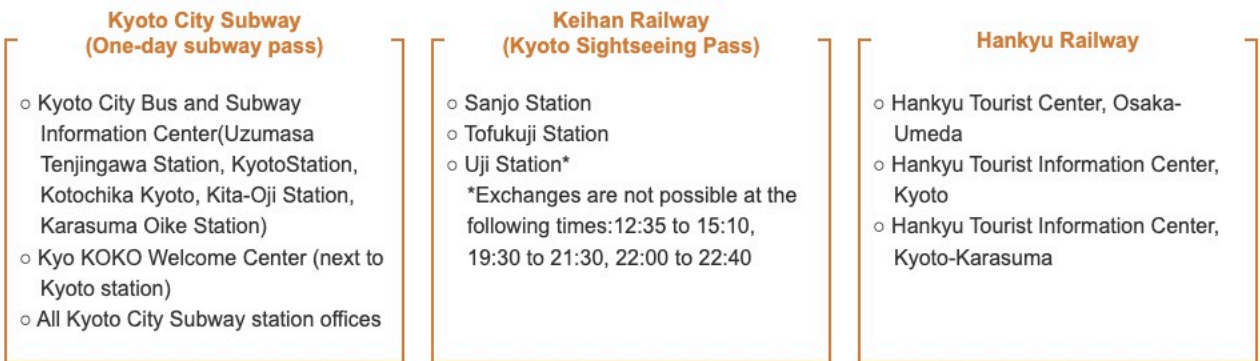 Kyoto City Subway
(One-day subway pass)
○ Kyoto City Bus and Subway
Information Center(Uzumasa
Tenjingawa Station, KyotoStation,
Kotochika Kyoto, Kita-Oji Station,
Karasuma Oike Station)
○ Kyo KOKO Welcome Center (next to
Kyoto station)
○ All Kyoto City Subway station offices
Keihan Railway
(Kyoto Sightseeing Pass)
○ Sanjo Station
○ Tofukuji Station
○ Uji Station*
*Exchanges are not possible at the
following times:12:35 to 15:10,
19:30 to 21:30, 22:00 to 22:40
Hankyu Railway
○ Hankyu Tourist Center, Osaka-
Umeda
○ Hankyu Tourist Information Center,
Kyoto
○ Hankyu Tourist Information Center,
Kyoto-Karasuma